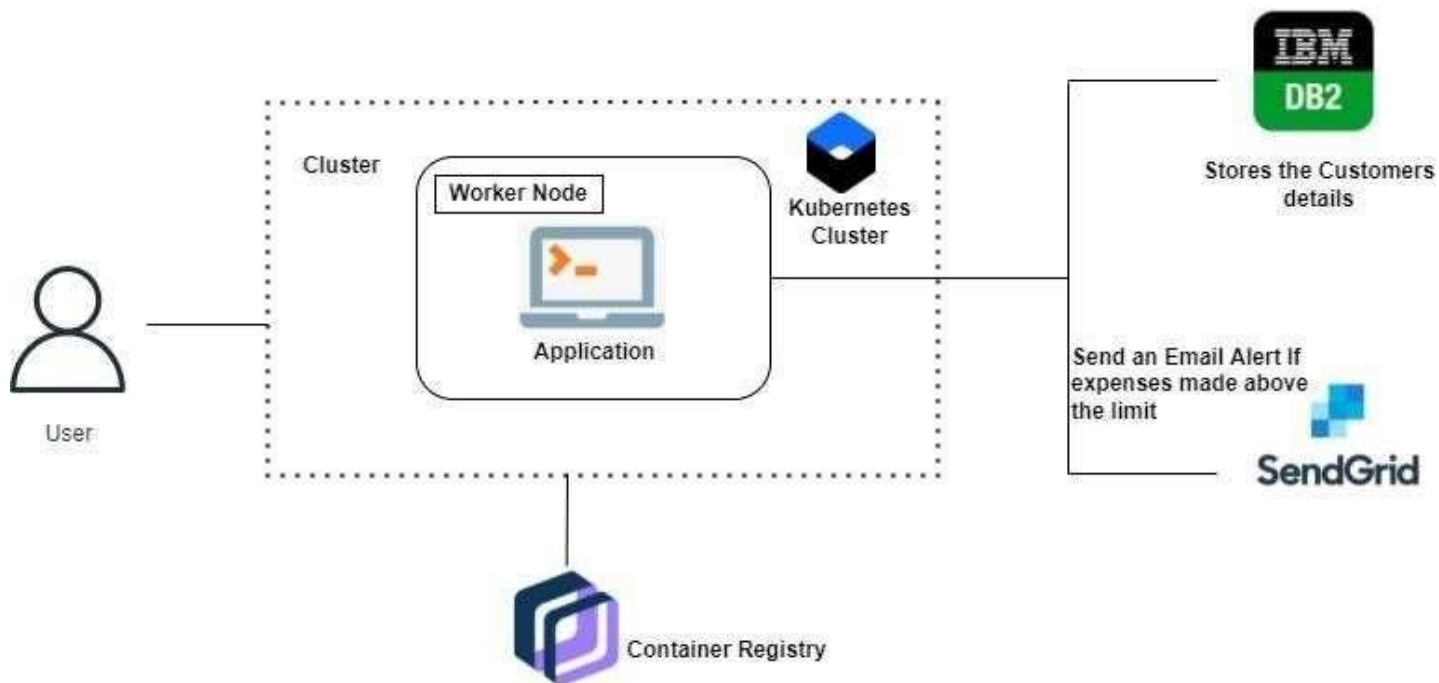 IBM
DB2
Stores the Customers
details
Cluster
Worker Node
Kubernetes
Cluster
Application
User
Send an Email Alert If
expenses made above
the limit
SendGrid
Container Registry